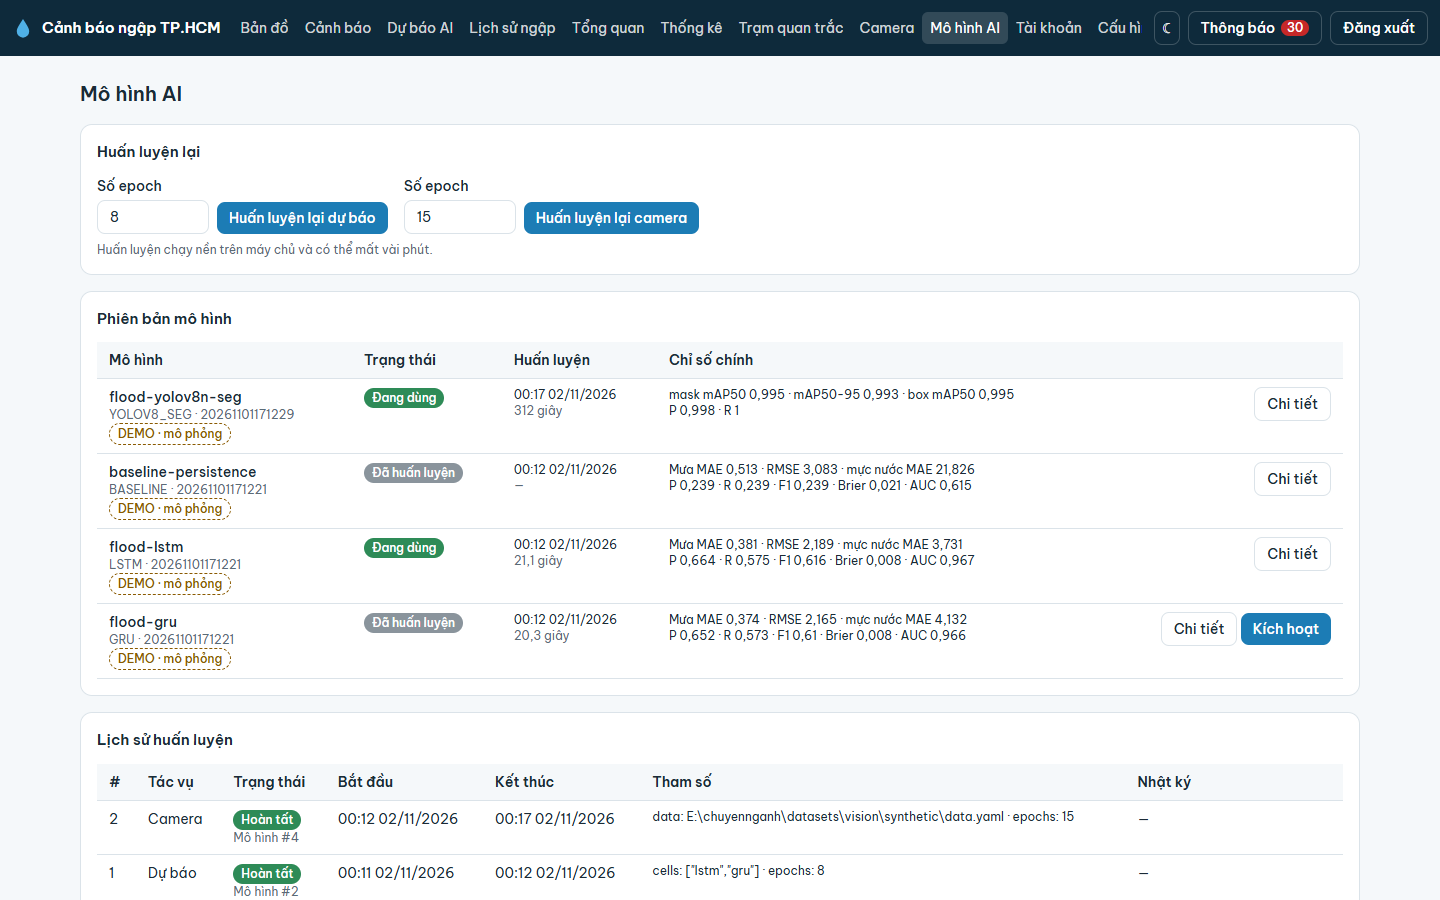 Cảnh báo ngập TP.HCM Bản đồ Cảnh báo Dự báo AI Lịch sử ngập Tổng quan Thống kê Trạm quan trắc Camera Mô hình AI Tài khoản Cấu hì Thông báo 30 Đăng xuất
Mô hình AI
Huấn luyện lại
Số epoch Số epoch
8 Huấn luyện lại dự báo 15 Huấn luyện lại camera
Huấn luyện chạy nền trên máy chủ và có thể mất vài phút.
Phiên bản mô hình
Mô hình Trạng thái Huấn luyện Chỉ số chính
flood-yolov8n-seg Đang dùng 00:17 02/11/2026 mask mAP50 0,995 · mAP50-95 0,993 · box mAP50 0,995 Chi tiết
YOLOV8_SEG · 20261101171229 312 giây P 0,998 · R 1
DEMO · mô phỏng
baseline-persistence Đã huấn luyện 00:12 02/11/2026 Mưa MAE 0,513 · RMSE 3,083 · mực nước MAE 21,826 Chi tiết
BASELINE · 20261101171221 — P 0,239 · R 0,239 · F1 0,239 · Brier 0,021 · AUC 0,615
DEMO · mô phỏng
flood-lstm Đang dùng 00:12 02/11/2026 Mưa MAE 0,381 · RMSE 2,189 · mực nước MAE 3,731 Chi tiết
LSTM · 20261101171221 21,1 giây P 0,664 · R 0,575 · F1 0,616 · Brier 0,008 · AUC 0,967
DEMO · mô phỏng
flood-gru Đã huấn luyện 00:12 02/11/2026 Mưa MAE 0,374 · RMSE 2,165 · mực nước MAE 4,132 Chi tiết Kích hoạt
GRU · 20261101171221 20,3 giây P 0,652 · R 0,573 · F1 0,61 · Brier 0,008 · AUC 0,966
DEMO · mô phỏng
Lịch sử huấn luyện
# Tác vụ Trạng thái Bắt đầu Kết thúc Tham số Nhật ký
2 Camera Hoàn tất 00:12 02/11/2026 00:17 02/11/2026 data: E:\chuyennganh\datasets\vision\synthetic\data.yaml · epochs: 15 —
Mô hình #4
1 Dự báo Hoàn tất 00:11 02/11/2026 00:12 02/11/2026 cells: ["lstm","gru"] · epochs: 8 —
Mô hình #2